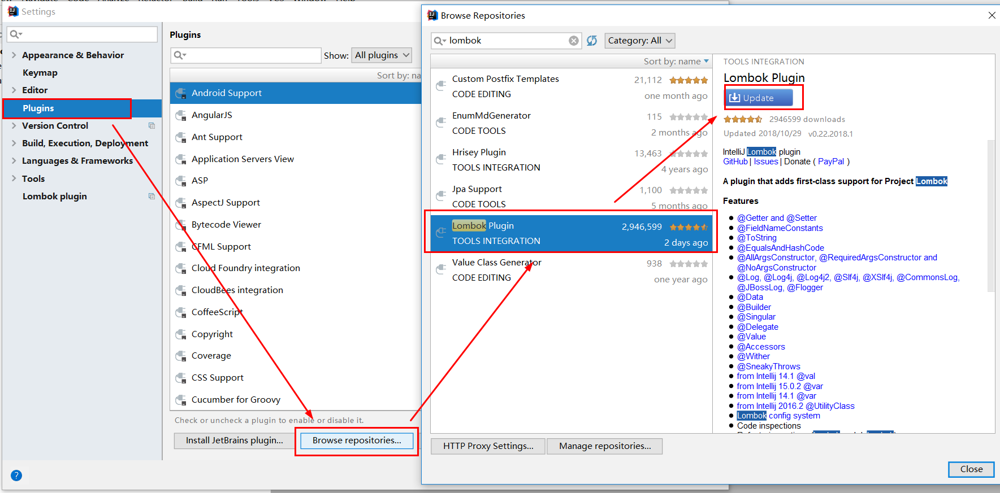 Settings
Appearance & Behavior
Keymap
Editor
Plugins
Version Control
Build, Execution, Deployment
Languages & Frameworks
Tools
Lombok plugin
Plugins
Show: All plugins
Sort by: na
Android Support
AngularJS
Ant Support
Application Servers View
ASP
AspectJ Support
Bytecode Viewer
CFML Support
Cloud Foundry integration
CloudBees integration
CoffeeScript
Copyright
Coverage
CSS Support
Cucumber for Groovy
Check or uncheck a plugin to enable or disable it.
Install JetBrains plugin...
Browse repositories...
?
Browse Repositories
lombok
Category: All
Sort by: name
Custom Postfix Templates 21,112
CODE EDITING one month ago
EnumMdGenerator 115
CODE TOOLS 2 months ago
Hrisey Plugin 13,463
TOOLS INTEGRATION 4 years ago
Jpa Support 1,100
CODE TOOLS 5 months ago
Lombok Plugin 2,946,599
TOOLS INTEGRATION 2 days ago
Value Class Generator 938
CODE EDITING one year ago
HTTP Proxy Settings...
Manage repositories...
TOOLS INTEGRATION
Lombok Plugin
Update
2946599 downloads
Updated 2018/10/29 v0.22.2018.1
IntelliJ Lombok plugin
GitHub | Issues | Donate ( PayPal )
A plugin that adds first-class support for Project Lombok
Features
@Getter and @Setter
@FieldNameConstants
@ToString
@EqualsAndHashCode
@AllArgsConstructor, @RequiredArgsConstructor and
@NoArgsConstructor
@Log, @Log4j, @Log4j2, @Slf4j, @XSlf4j, @CommonsLog,
@JBossLog, @Flogger
@Data
@Builder
@Singular
@Delegate
@Value
@Accessors
@Wither
@SneakyThrows
from Intellij 14.1 @val
from Intellij 15.0.2 @var
from Intellij 14.1 @var
from Intellij 2016.2 @UtilityClass
Lombok config system
Code inspections
Close